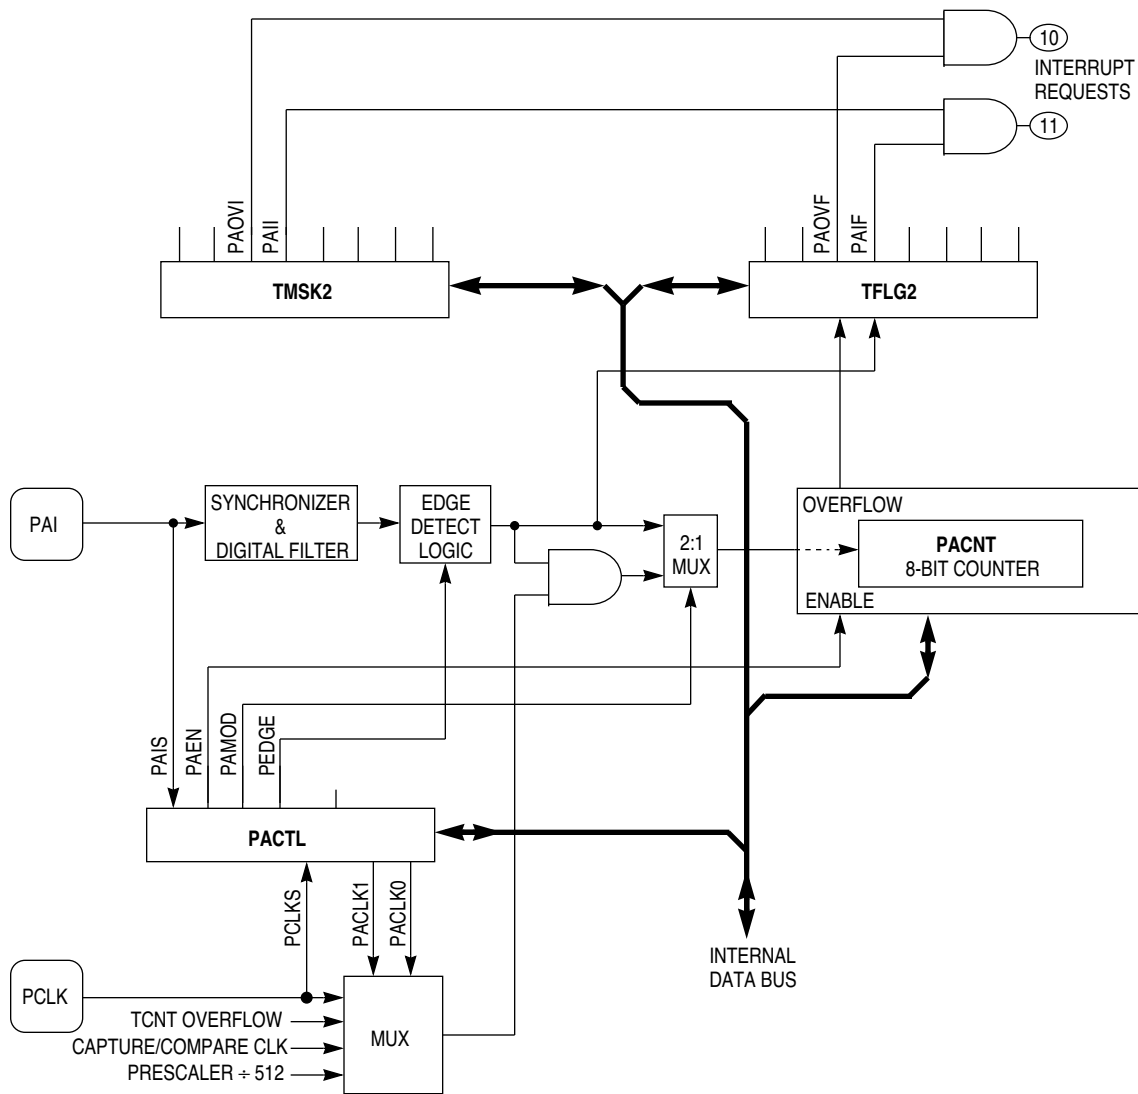 10
INTERRUPT
REQUESTS
11
PAOVI
PAII
PAOVF
PAIF
TMSK2
TFLG2
PAI
SYNCHRONIZER
&
DIGITAL FILTER
EDGE
DETECT
LOGIC
2:1
MUX
OVERFLOW
PACNT
8-BIT COUNTER
ENABLE
PAIS
PAEN
PAMOD
PEDGE
PACTL
PCLKS
PACLK1
PACLK0
INTERNAL
DATA BUS
PCLK
TCNT OVERFLOW
CAPTURE/COMPARE CLK
PRESCALER ÷ 512
MUX